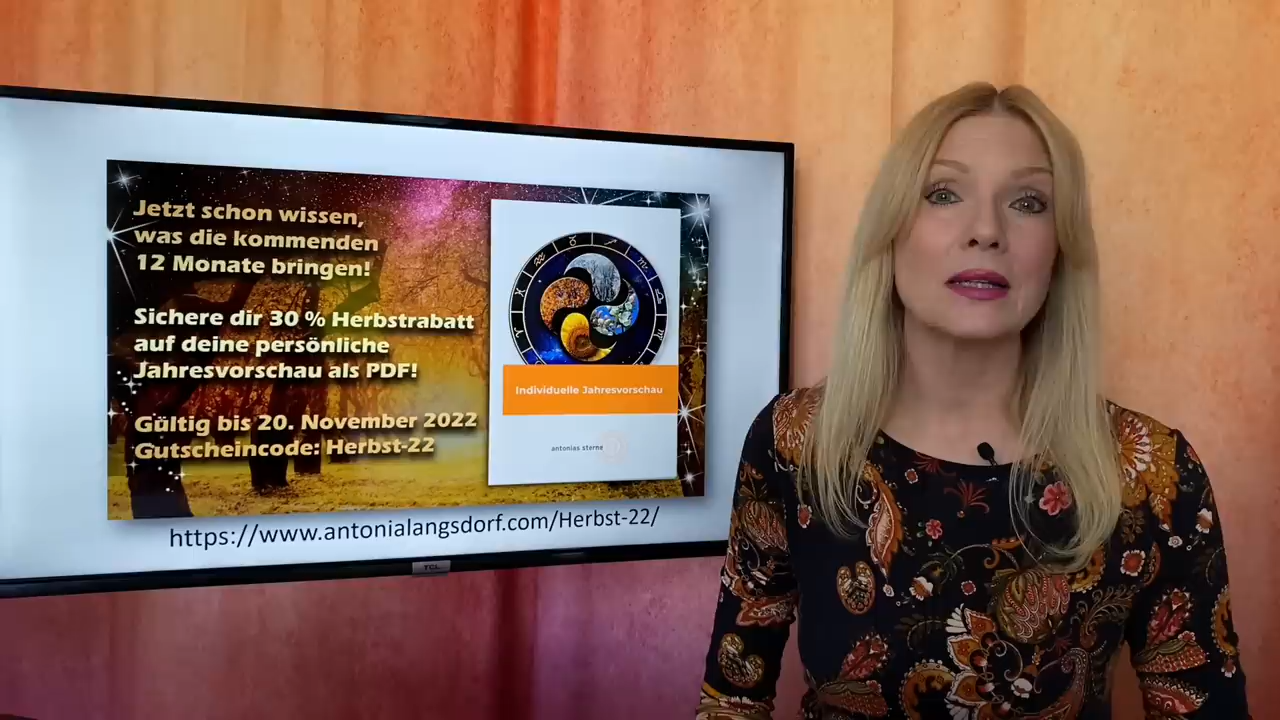 Jetzt schon wissen,
was die kommenden
12 Monate bringen!
Sichere dir 30 % Herbstrabatt
auf deine persönliche
Jahresvorschau als PDF!
Gültig bis 20. November 2022
Gutscheincode: Herbst-22
Individuelle Jahresvorschau
antonias sterne
https://www.antonialangsdorf.com/Herbst-22/
TCL